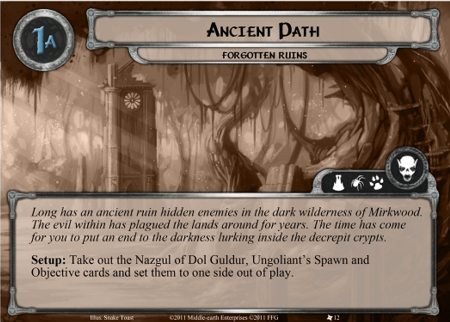 1A
ANCIENT PATH
FORGOTTEN RUINS
Long has an ancient ruin hidden enemies in the dark wilderness of Mirkwood.
The evil within has plagued the lands around for years. The time has come
for you to put an end to the darkness lurking inside the decrepit crypts.
Setup: Take out the Nazgul of Dol Guldur, Ungoliant's Spawn and
Objective cards and set them to one side out of play.
Illus. Snake Toast
©2011 Middle-earth Enterprises ©2011 FFG
12